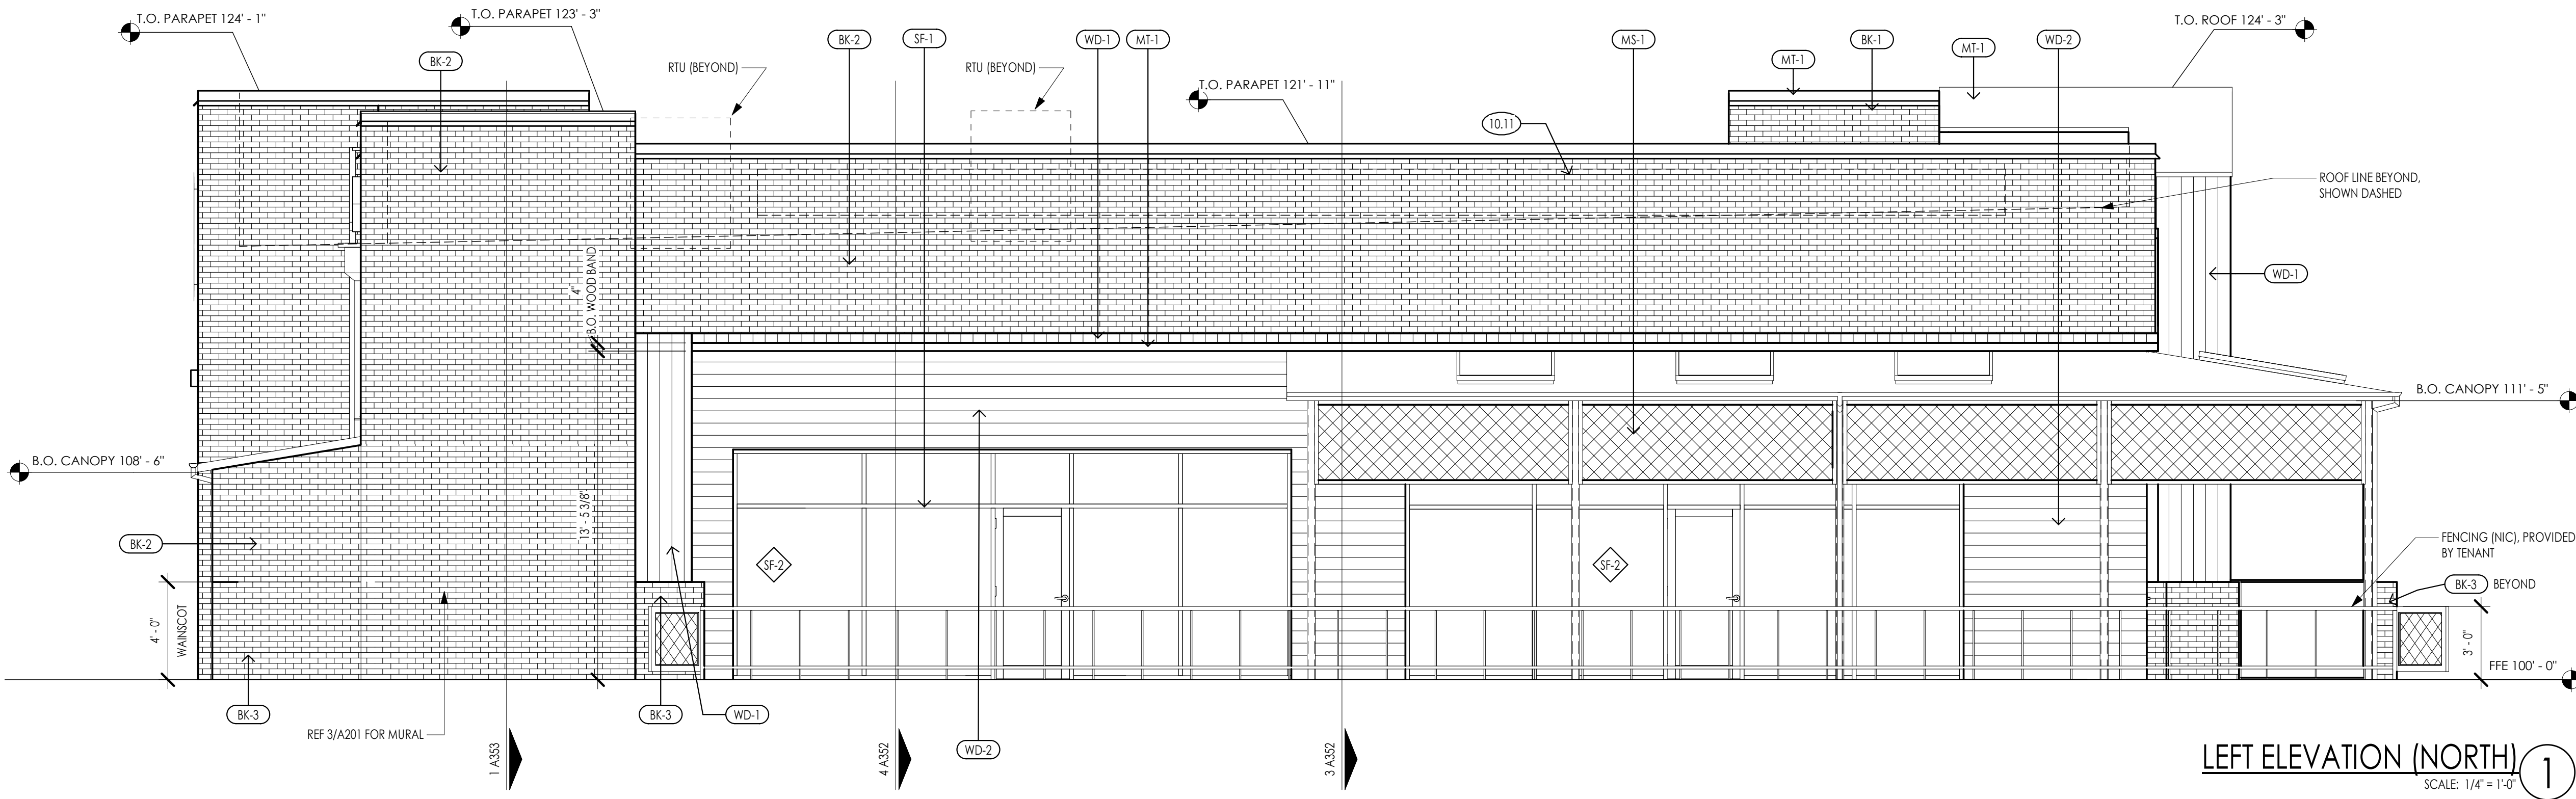 T.O. PARAPET 124' - 1"
T.O. PARAPET 123' - 3"
BK-2
RTU (BEYOND)
BK-2
SF-1
RTU (BEYOND)
WD-1
MT-1
T.O. PARAPET 121' - 11"
10.11
MS-1
MT-1
BK-1
MT-1
WD-2
T.O. ROOF 124' - 3"
ROOF LINE BEYOND,
SHOWN DASHED
WD-1
4"
B.O. WOOD BAND
B.O. CANOPY 111' - 5"
B.O. CANOPY 108' - 6"
13' - 5 3/8"
BK-2
SF-2
SF-2
FENCING (NIC), PROVIDED
BY TENANT
BK-3
BEYOND
4' - 0"
WAINSCOT
3' - 0"
FFE 100' - 0"
BK-3
REF 3/A201 FOR MURAL
BK-3
WD-1
WD-2
1 A353
4 A352
3 A352
LEFT ELEVATION (NORTH)
SCALE: 1/4" = 1'-0"
1